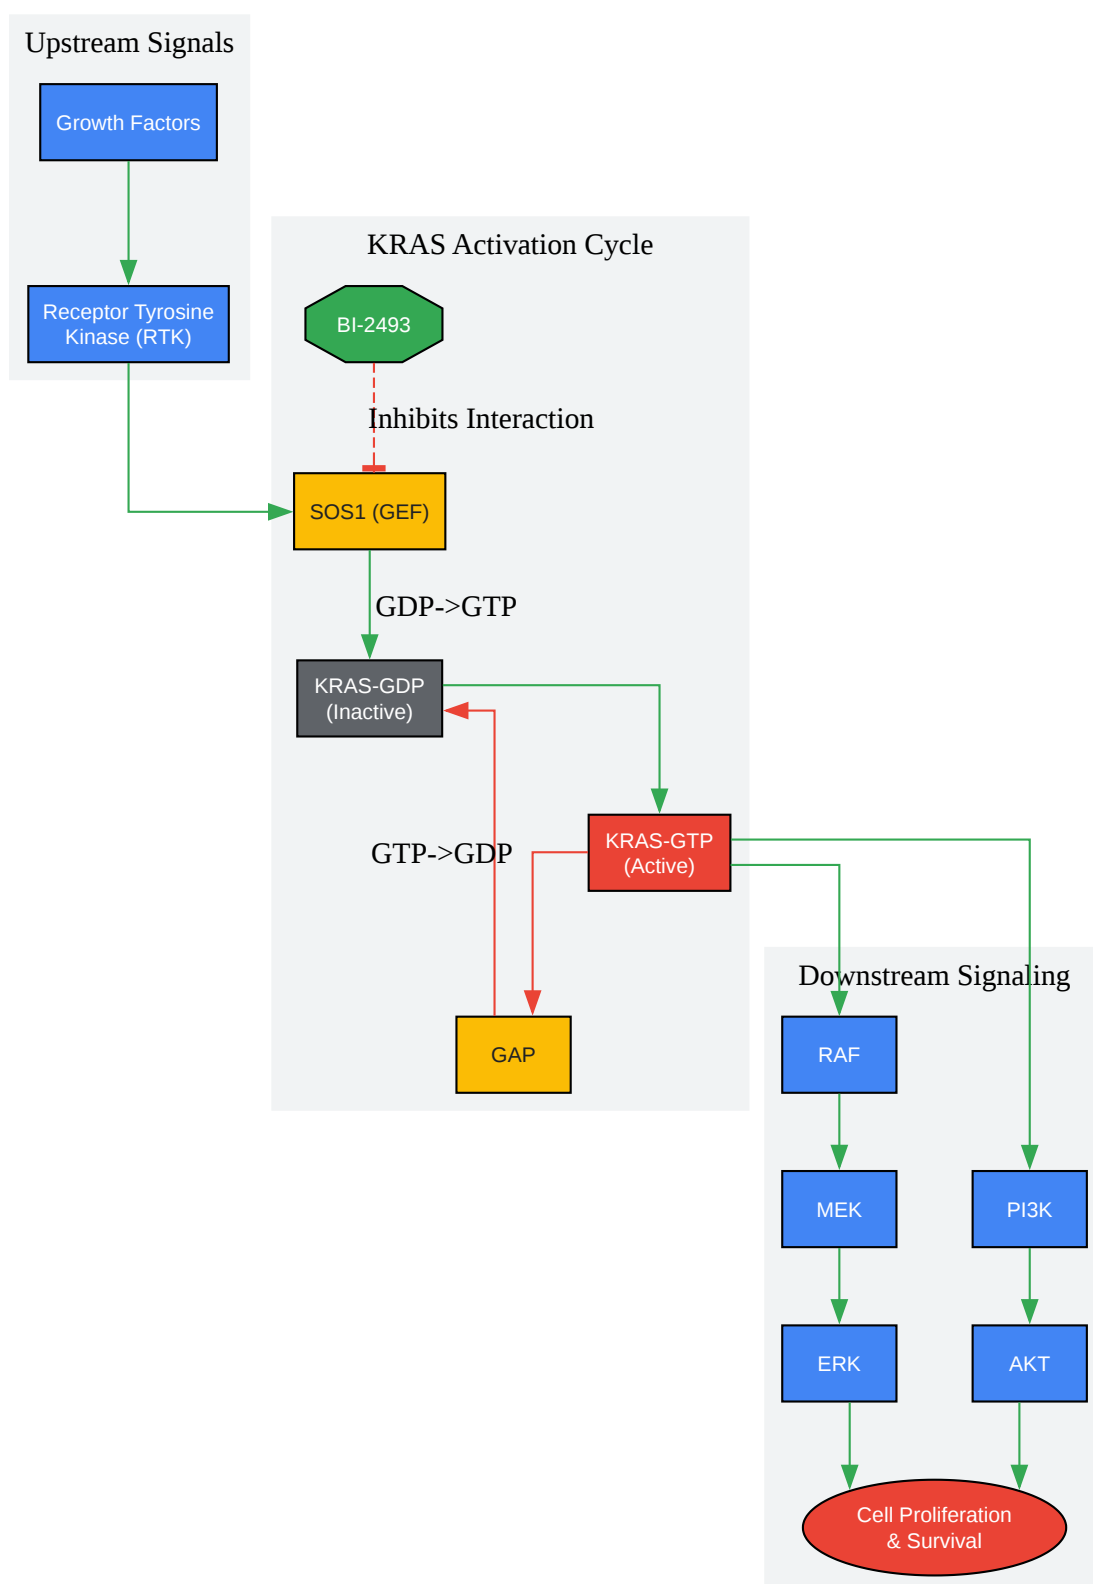 Upstream Signals
Growth Factors
Receptor Tyrosine
Kinase (RTK)
KRAS Activation Cycle
BI-2493
Inhibits Interaction
SOS1 (GEF)
GDP->GTP
KRAS-GDP
(Inactive)
KRAS-GTP
(Active)
GTP->GDP
GAP
Downstream Signaling
RAF
MEK
PI3K
ERK
AKT
Cell Proliferation
& Survival